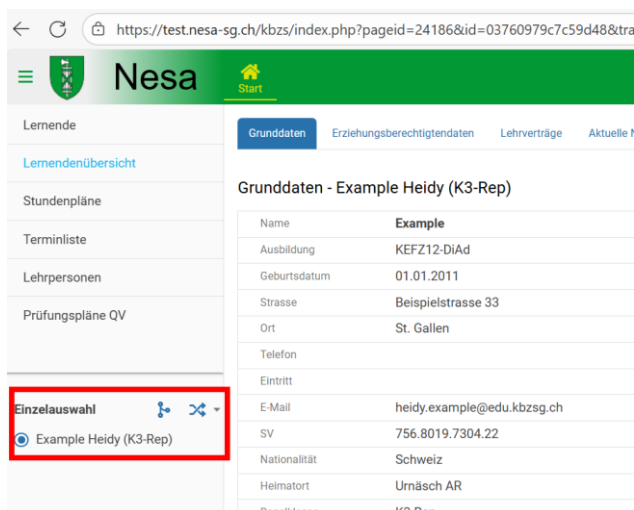 https://test.nesa-sg.ch/kbzs/index.php?pageid=24186&id=03760979c7c59d48&tra
Nesa
Start
Lernende
Lernendenübersicht
Stundenpläne
Terminliste
Lehrpersonen
Prüfungspläne QV
Einzelauswahl
Example Heidy (K3-Rep)
Grunddaten Erziehungsberechtigtendaten Lehrverträge Aktuelle
Grunddaten - Example Heidy (K3-Rep)
Name Example
Ausbildung KEFZ12-DiAd
Geburtsdatum 01.01.2011
Strasse Beispielstrasse 33
Ort St. Gallen
Telefon
Eintritt
E-Mail heidy.example@edu.kbzsg.ch
SV 756.8019.7304.22
Nationalität Schweiz
Heimatort Urnäsch AR